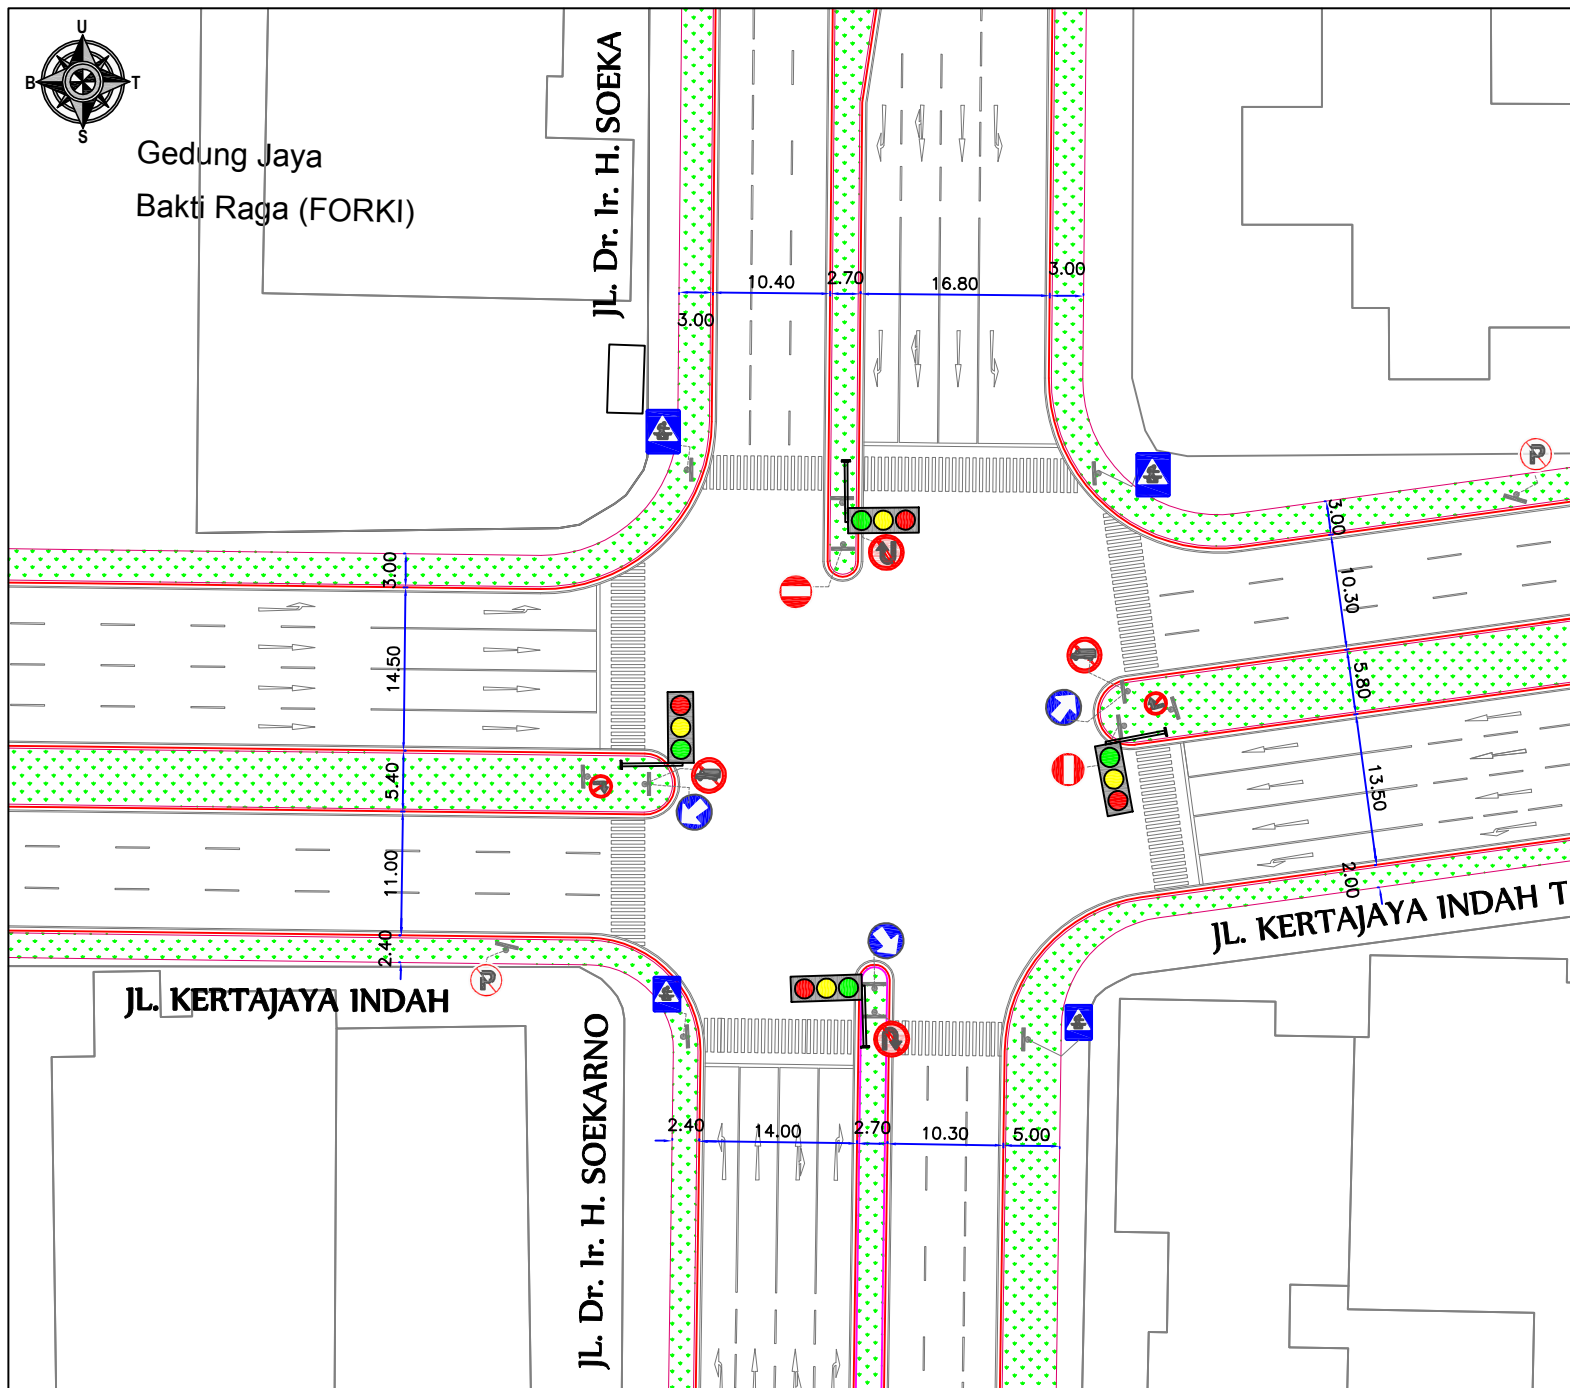 U
B
T
S
Gedung Jaya
Bakti Raga (FORKI)
JL. Dr. Ir. H. SOEKA
10.40
2.70
16.80
3.00
3.00
P
3.00
3.00
10.30
14.50
5.80
5.40
13.50
11.00
2.00
2.40
JL. KERTAJAYA INDAH T
P
JL. KERTAJAYA INDAH
JL. Dr. Ir. H. SOEKARNO
2.40
14.00
2.70
10.30
5.00